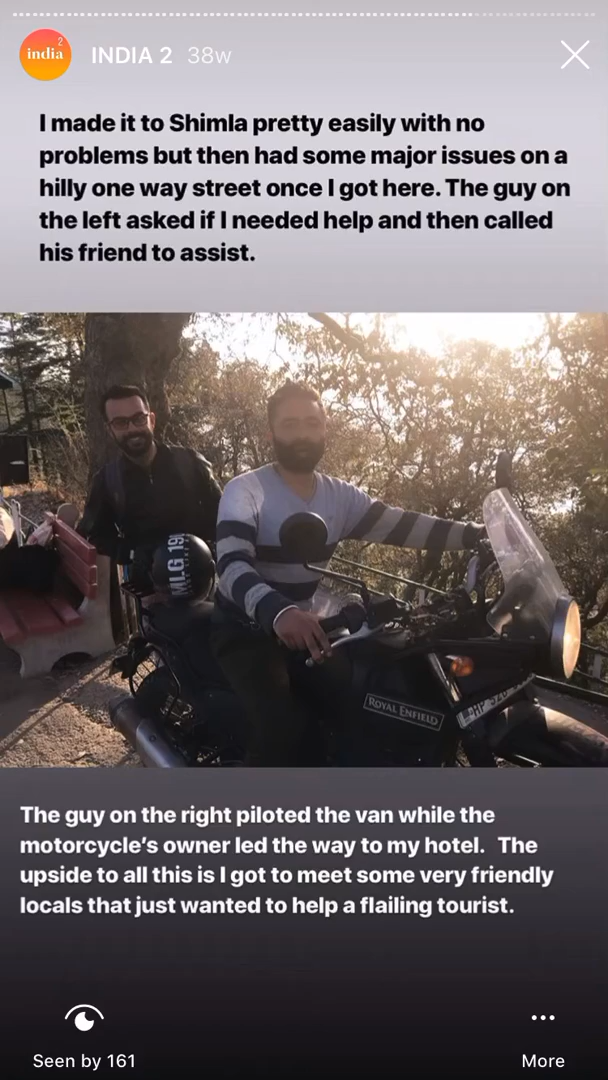 2
india
INDIA 2 38w
I made it to Shimla pretty easily with no
problems but then had some major issues on a
hilly one way street once I got here. The guy on
the left asked if I needed help and then called
his friend to assist.
MLG 19
ROYAL ENFIELD
HP
The guy on the right piloted the van while the
motorcycle's owner led the way to my hotel.  The
upside to all this is I got to meet some very friendly
locals that just wanted to help a flailing tourist.
Seen by 161
More